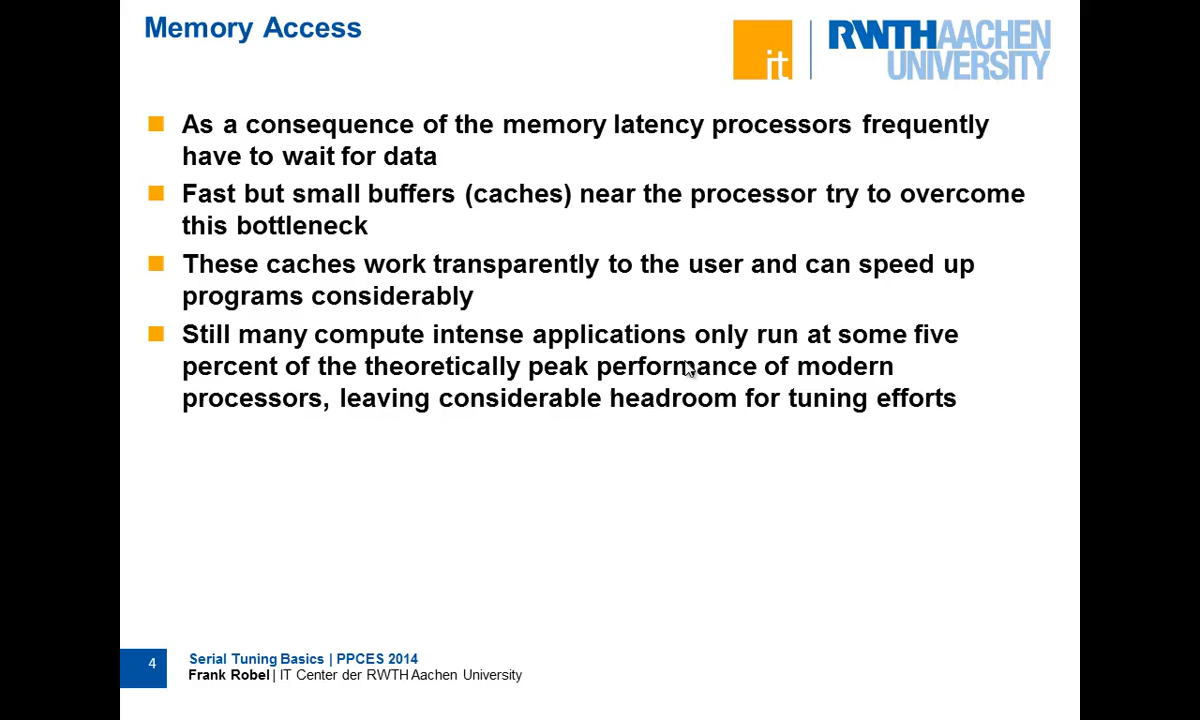 Memory Access
it
RWTHAACHEN
UNIVERSITY
As a consequence of the memory latency processors frequently
have to wait for data
Fast but small buffers (caches) near the processor try to overcome
this bottleneck
These caches work transparently to the user and can speed up
programs considerably
Still many compute intense applications only run at some five
percent of the theoretically peak performance of modern
processors, leaving considerable headroom for tuning efforts
4
Serial Tuning Basics | PPCES 2014
Frank Robel | IT Center der RWTH Aachen University